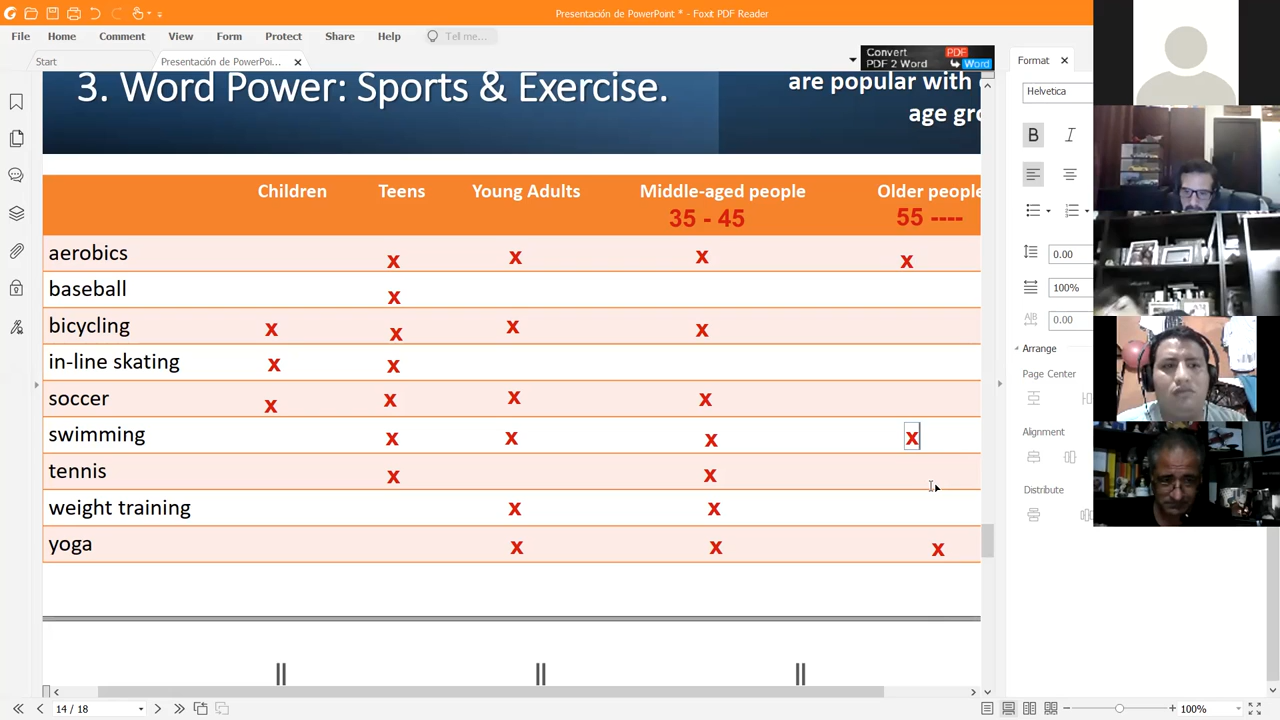 Presentación de PowerPoint * - Foxit PDF Reader
File Home Comment View Form Protect Share Help Tell me...
Start Presentación de PowerPoi... Convert PDF 2 Word PDF Word
3. Word Power: Sports & Exercise.
are popular with
age gro
Children Teens Young Adults Middle-aged people Older people
35 - 45 55 ----
aerobics x x x x
baseball x
bicycling x x x x
in-line skating x x
soccer x x x x
swimming x x x x
tennis x x
weight training x x
yoga x x x
Format
Helvetica
B I
0.00
100%
0.00
Arrange
Page Center
Alignment
Distribute
14 / 18
100%